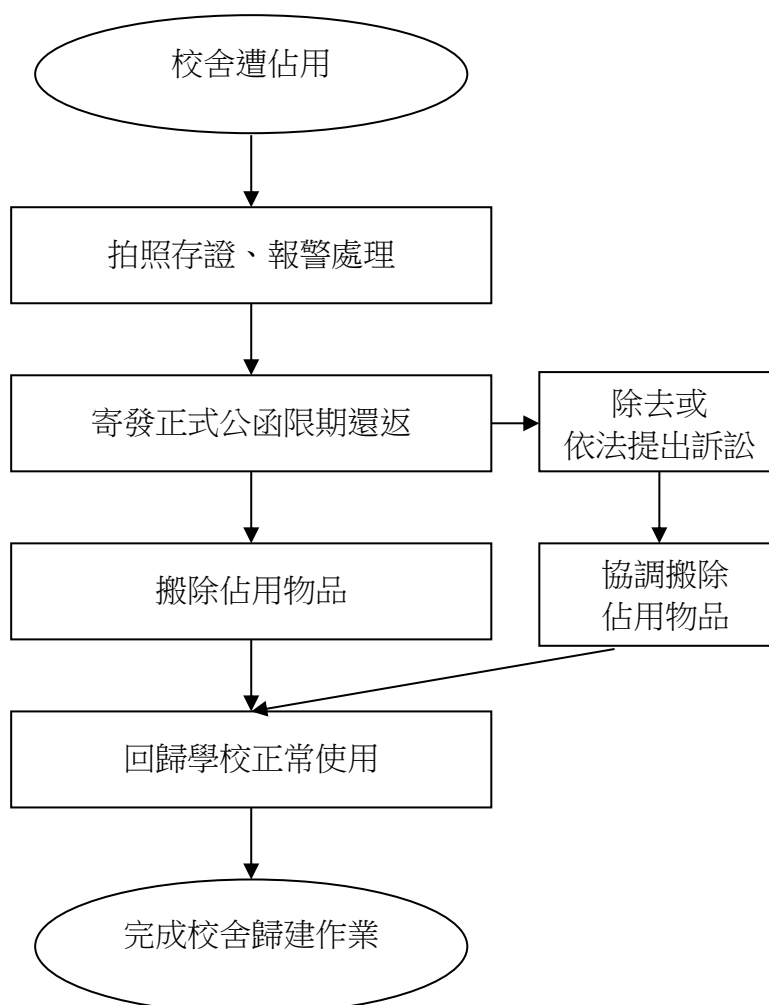 校舍遭佔用
拍照存證、報警處理
寄發正式公函限期還返
除去或
依法提出訴訟
搬除佔用物品
協調搬除
佔用物品
回歸學校正常使用
完成校舍歸建作業